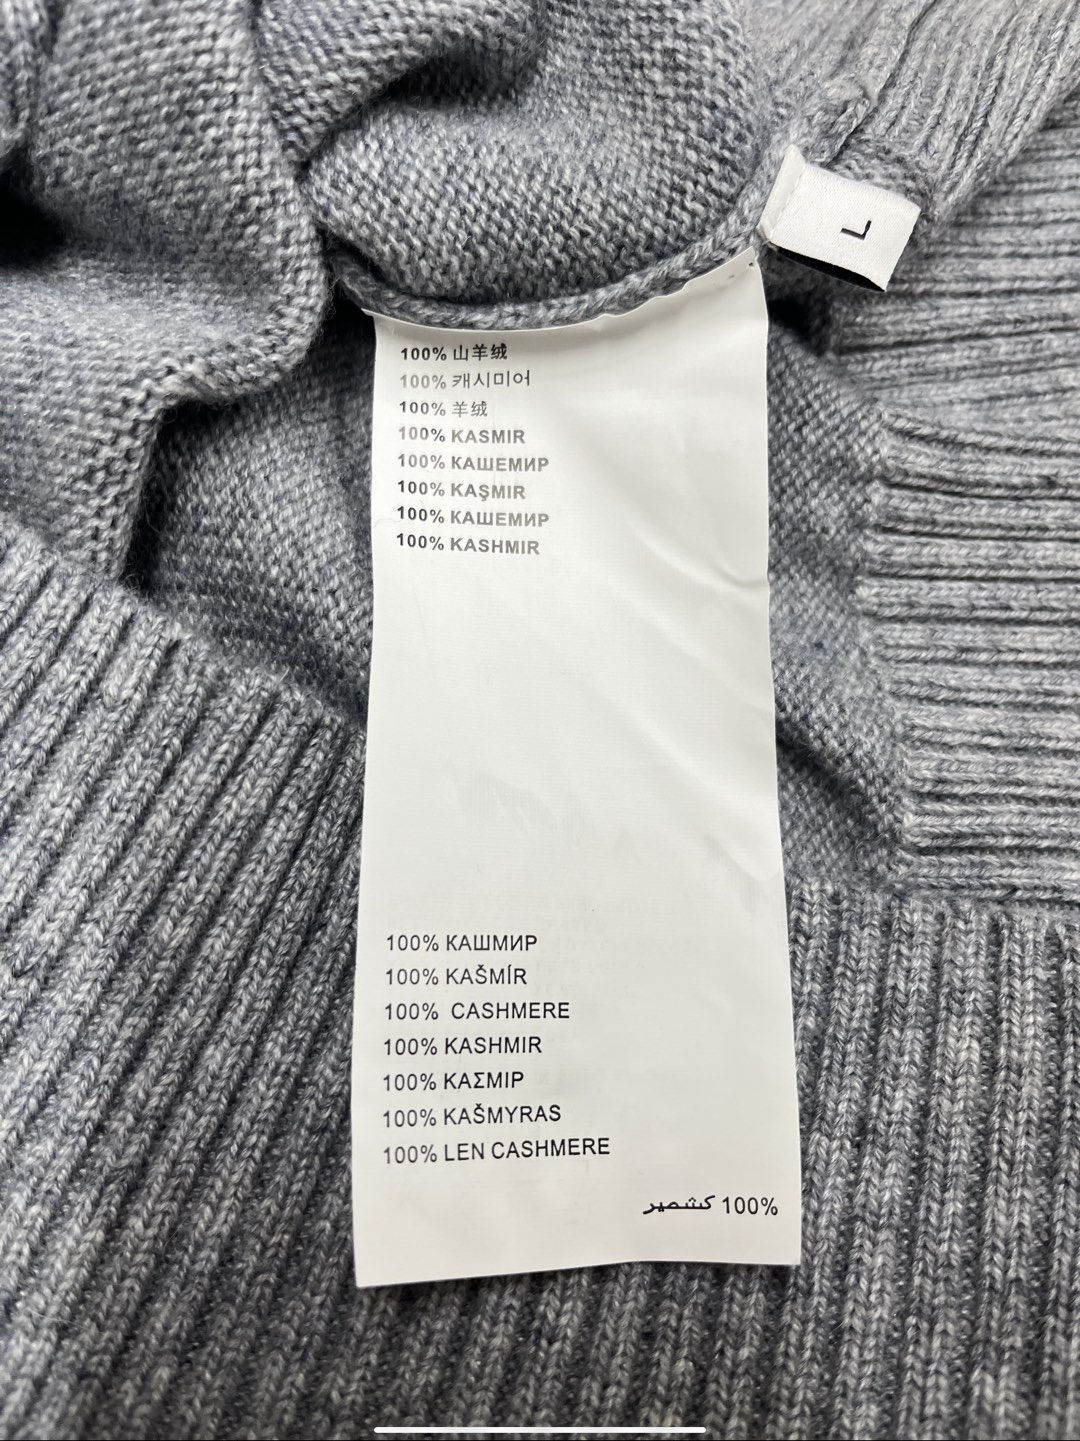 L
100% 山羊绒
100% 캐시미어
100% 羊绒
100% KASMIR
100% КАШЕМИР
100% KAŞMIR
100% КАШЕМИР
100% KASHMIR
100% КАШМИР
100% KAŠMÍR
100% CASHMERE
100% KASHMIR
100% ΚΑΣΜΙΡ
100% KAŠMYRAS
100% LEN CASHMERE
100% كشمير